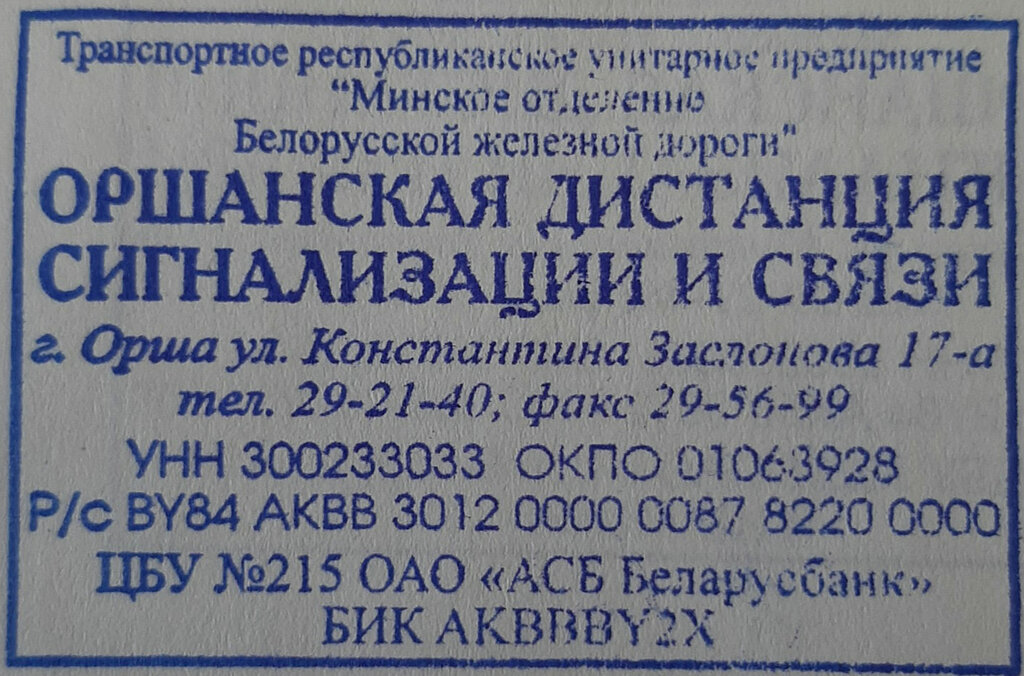 Транспортное республиканское унитарное предприятие
“Минское отделение
Белорусской железной дороги"
ОРШАНСКАЯ ДИСТАНЦИЯ
СИГНАЛИЗАЦИИ И СВЯЗИ
г. Орша ул. Константина Заслонова 17-а
тел. 29-21-40; факс 29-56-99
УНН 300233033 ОКПО 01063928
Р/с BY84 АКВВ 3012 0000 0087 8220 0000
ЦБУ №215 ОАО «АСБ Беларусбанк»
БИК AKBBBY2X